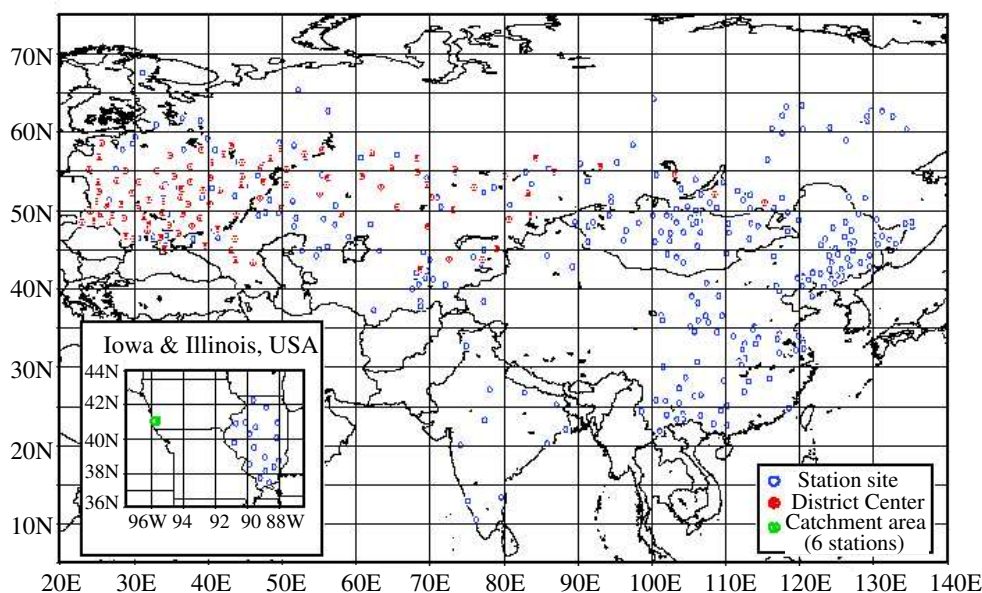 75N
70N
60N
50N
40N
30N
20N
10N
Iowa & Illinois, USA
44N
42N
40N
38N
36N
96W 94 92 90 88W
Station site
District Center
Catchment area
(6 stations)
20E 30E 40E 50E 60E 70E 80E 90E 100E 110E 120E 130E 140E